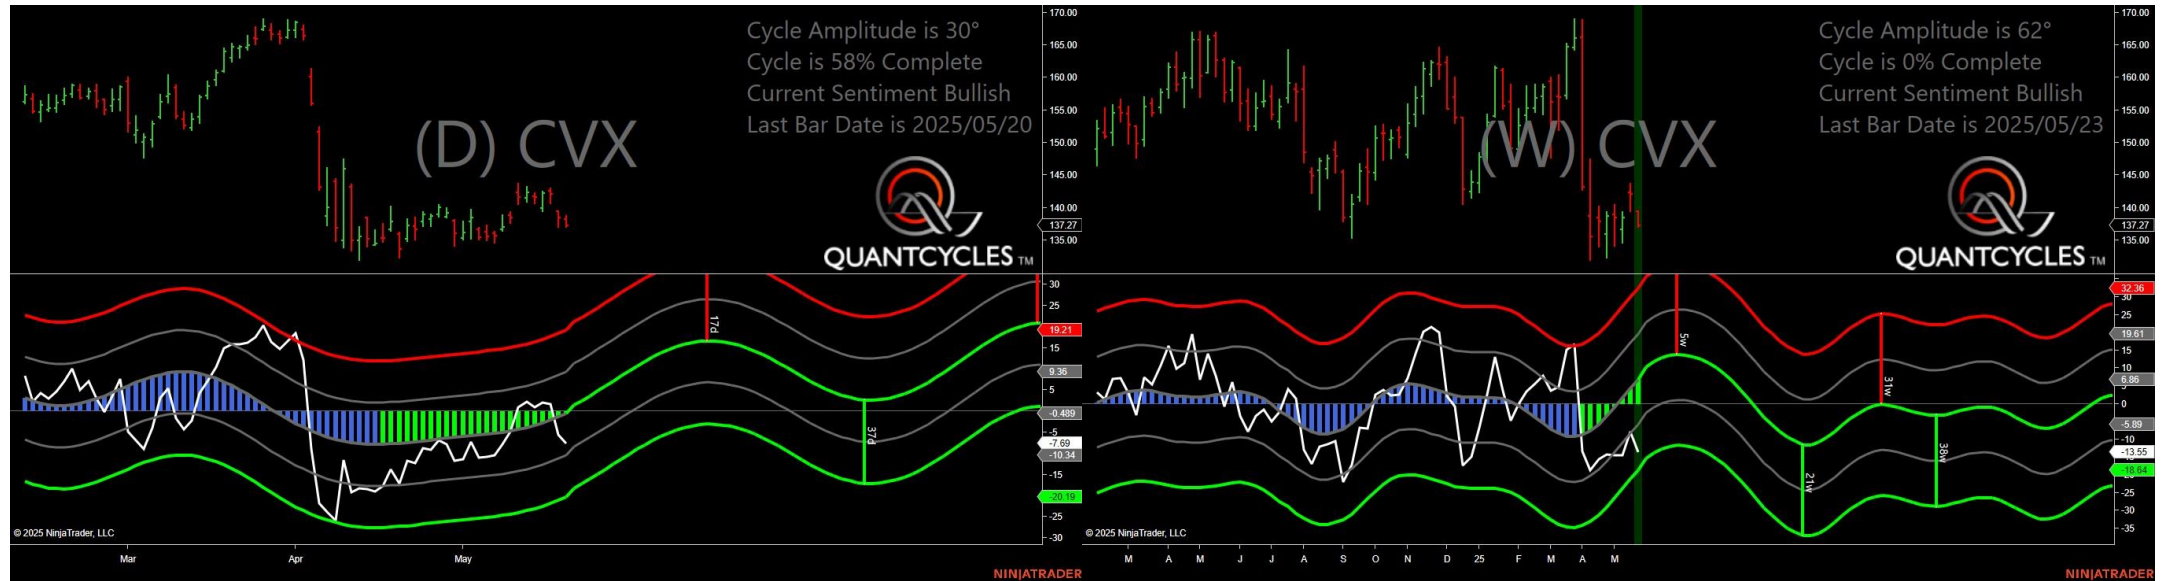 Cycle Amplitude is 30°
Cycle is 58% Complete
Current Sentiment Bullish
Last Bar Date is 2025/05/20
(D) CVX
QUANTCYCLES TM
170.00
165.00
160.00
155.00
150.00
145.00
140.00
137.27
135.00
17d
37d
30
25
19.21
15
9.36
5
-0.489
-5
-7.69
-10.34
-15
-20.19
-25
-30
© 2025 NinjaTrader, LLC
Mar
Apr
May
NINJATRADER
Cycle Amplitude is 62°
Cycle is 0% Complete
Current Sentiment Bullish
Last Bar Date is 2025/05/23
(W) CVX
QUANTCYCLES TM
170.00
165.00
160.00
155.00
150.00
145.00
140.00
137.27
135.00
5w
21w
31w
38w
32.36
30
25
19.61
15
10
6.86
0
-5.89
-10
-13.55
-18.64
-25
-30
-35
© 2025 NinjaTrader, LLC
M A M J J A S O N D 25 F M A M
NINJATRADER